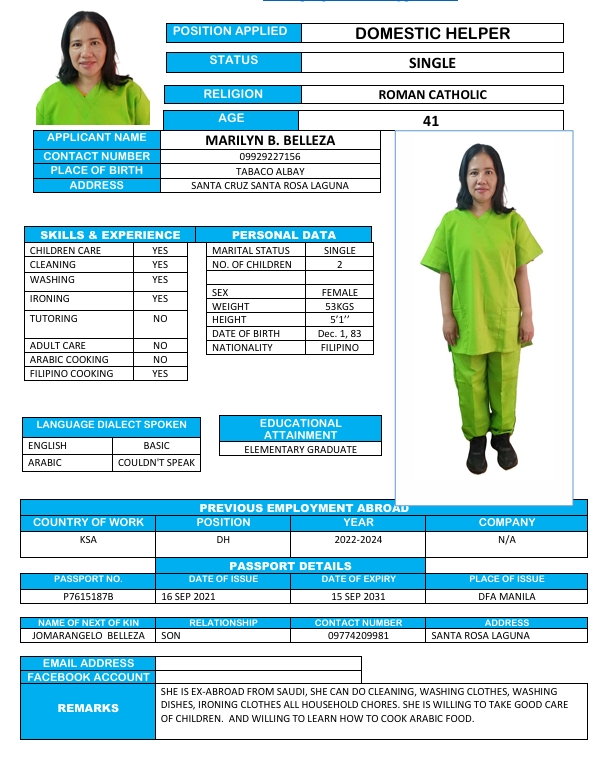 POSITION APPLIED DOMESTIC HELPER
STATUS SINGLE
RELIGION ROMAN CATHOLIC
AGE 41
APPLICANT NAME MARILYN B. BELLEZA
CONTACT NUMBER 09929227156
PLACE OF BIRTH TABACO ALBAY
ADDRESS SANTA CRUZ SANTA ROSA LAGUNA
SKILLS & EXPERIENCE
CHILDREN CARE YES
CLEANING YES
WASHING YES
IRONING YES
TUTORING NO
ADULT CARE NO
ARABIC COOKING NO
FILIPINO COOKING YES
PERSONAL DATA
MARITAL STATUS SINGLE
NO. OF CHILDREN 2
SEX FEMALE
WEIGHT 53KGS
HEIGHT 5'1''
DATE OF BIRTH Dec. 1, 83
NATIONALITY FILIPINO
LANGUAGE DIALECT SPOKEN
ENGLISH BASIC
ARABIC COULDN'T SPEAK
EDUCATIONAL
ATTAINMENT
ELEMENTARY GRADUATE
PREVIOUS EMPLOYMENT ABROAD
COUNTRY OF WORK POSITION YEAR COMPANY
KSA DH 2022-2024 N/A
PASSPORT DETAILS
PASSPORT NO. DATE OF ISSUE DATE OF EXPIRY PLACE OF ISSUE
P7615187B 16 SEP 2021 15 SEP 2031 DFA MANILA
NAME OF NEXT OF KIN RELATIONSHIP CONTACT NUMBER ADDRESS
JOMARANGELO BELLEZA SON 09774209981 SANTA ROSA LAGUNA
EMAIL ADDRESS
FACEBOOK ACCOUNT
REMARKS
SHE IS EX-ABROAD FROM SAUDI, SHE CAN DO CLEANING, WASHING CLOTHES, WASHING
DISHES, IRONING CLOTHES ALL HOUSEHOLD CHORES. SHE IS WILLING TO TAKE GOOD CARE
OF CHILDREN. AND WILLING TO LEARN HOW TO COOK ARABIC FOOD.